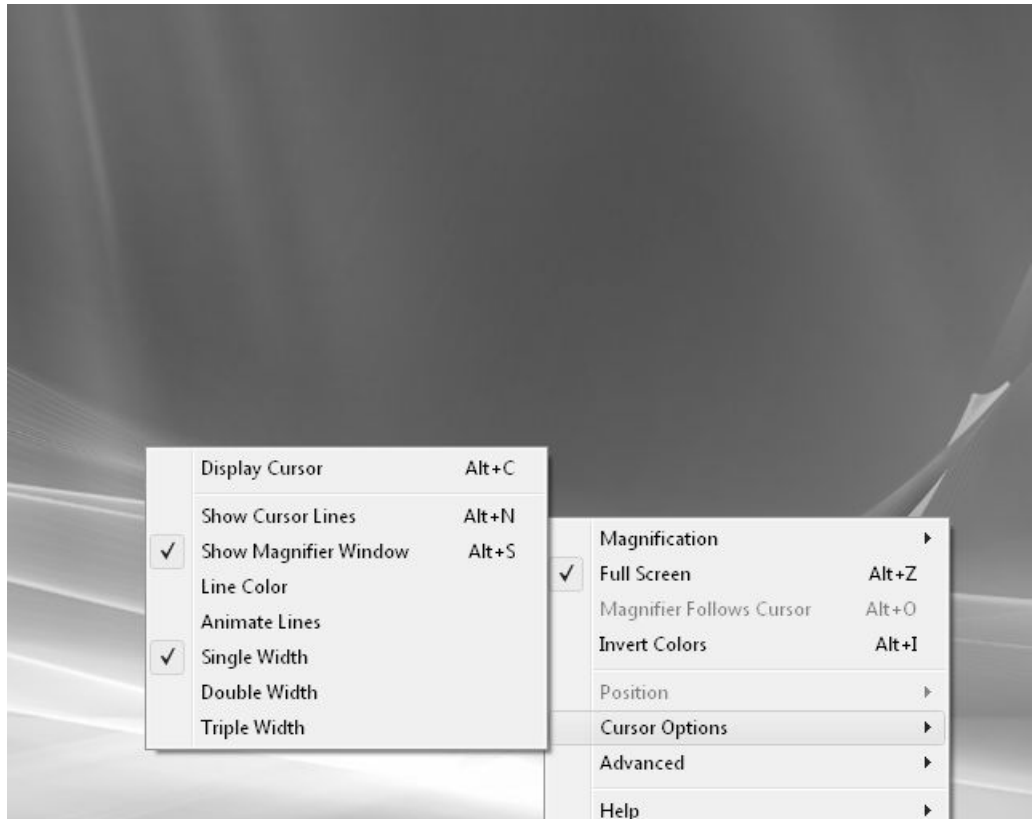 Display Cursor Alt+C
Show Cursor Lines Alt+N
Show Magnifier Window Alt+S
Line Color
Animate Lines
Single Width
Double Width
Triple Width
Magnification
Full Screen Alt+Z
Magnifier Follows Cursor Alt+O
Invert Colors Alt+I
Position
Cursor Options
Advanced
Help